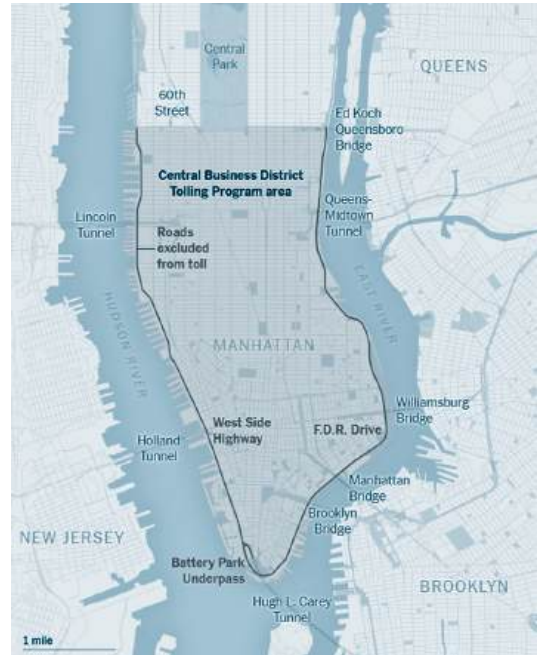 Central
Park
QUEENS
60th
Street
Ed Koch
Queensboro
Bridge
Central Business District
Tolling Program area
Queens-
Midtown
Tunnel
Lincoln
Tunnel
Roads
excluded
from toll
EAST RIVER
HUDSON RIVER
MANHATTAN
Williamsburg
Bridge
West Side
Highway
F.D.R. Drive
Holland
Tunnel
Manhattan
Bridge
Brooklyn
Bridge
NEW JERSEY
Battery Park
Underpass
BROOKLYN
Hugh L. Carey
Tunnel
1 mile